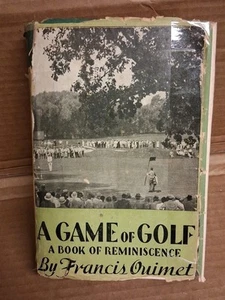 A GAME OF GOLF
A BOOK OF REMINISCENCE
By Francis Ouimet